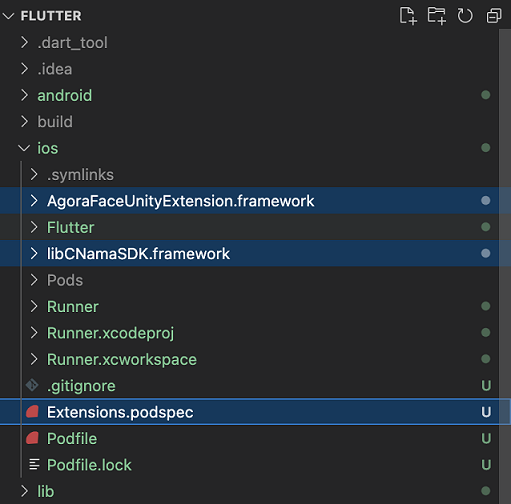 FLUTTER
.dart_tool
.idea
android
build
ios
.symlinks
AgoraFaceUnityExtension.framework
Flutter
libCNamaSDK.framework
Pods
Runner
Runner.xcodeproj
Runner.xcworkspace
.gitignore U
Extensions.podspec U
Podfile U
Podfile.lock U
lib